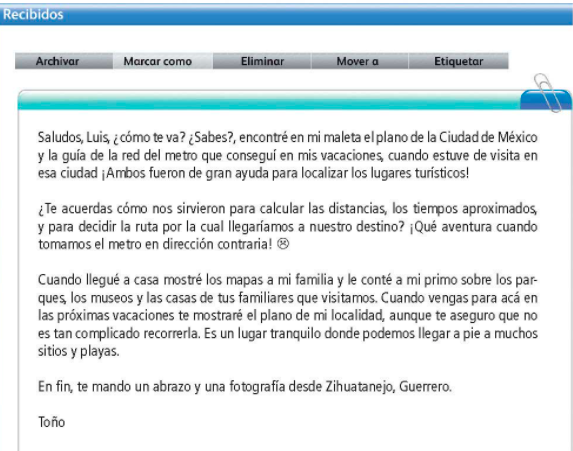 Recibidos
Archivar Marcar como Eliminar Mover a Etiquetar
Saludos, Luis, ¿cómo te va? ¿Sabes?, encontré en mi maleta el plano de la Ciudad de México
y la guía de la red del metro que conseguí en mis vacaciones, cuando estuve de visita en
esa ciudad ¡Ambos fueron de gran ayuda para localizar los lugares turísticos!
¿Te acuerdas cómo nos sirvieron para calcular las distancias, los tiempos aproximados,
y para decidir la ruta por la cual llegaríamos a nuestro destino? ¡Qué aventura cuando
tomamos el metro en dirección contraria! ☹
Cuando llegué a casa mostré los mapas a mi familia y le conté a mi primo sobre los par-
ques, los museos y las casas de tus familiares que visitamos. Cuando vengas para acá en
las próximas vacaciones te mostraré el plano de mi localidad, aunque te aseguro que no
es tan complicado recorrerla. Es un lugar tranquilo donde podemos llegar a pie a muchos
sitios y playas.
En fin, te mando un abrazo y una fotografía desde Zihuatanejo, Guerrero.
Toño